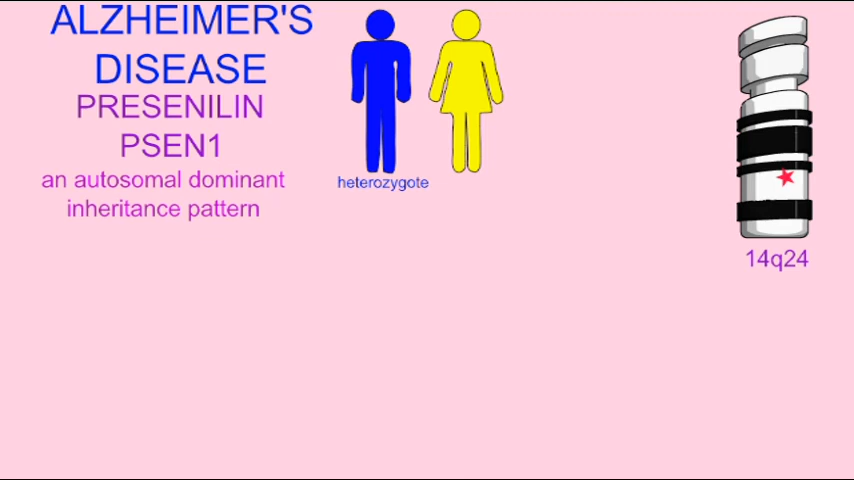 ALZHEIMER'S
DISEASE
PRESENILIN
PSEN1
an autosomal dominant
inheritance pattern
heterozygote
14q24